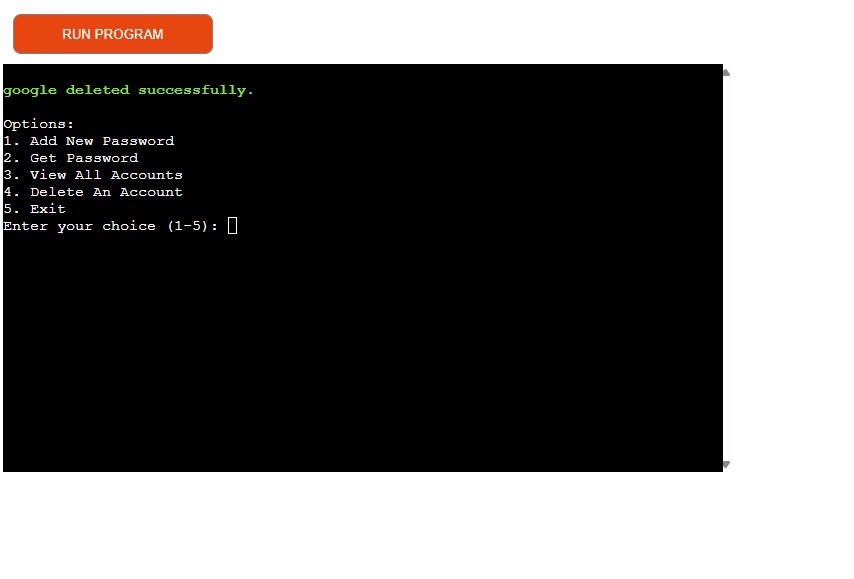 RUN PROGRAM
google deleted successfully.
Options:
1. Add New Password
2. Get Password
3. View All Accounts
4. Delete An Account
5. Exit
Enter your choice (1-5):